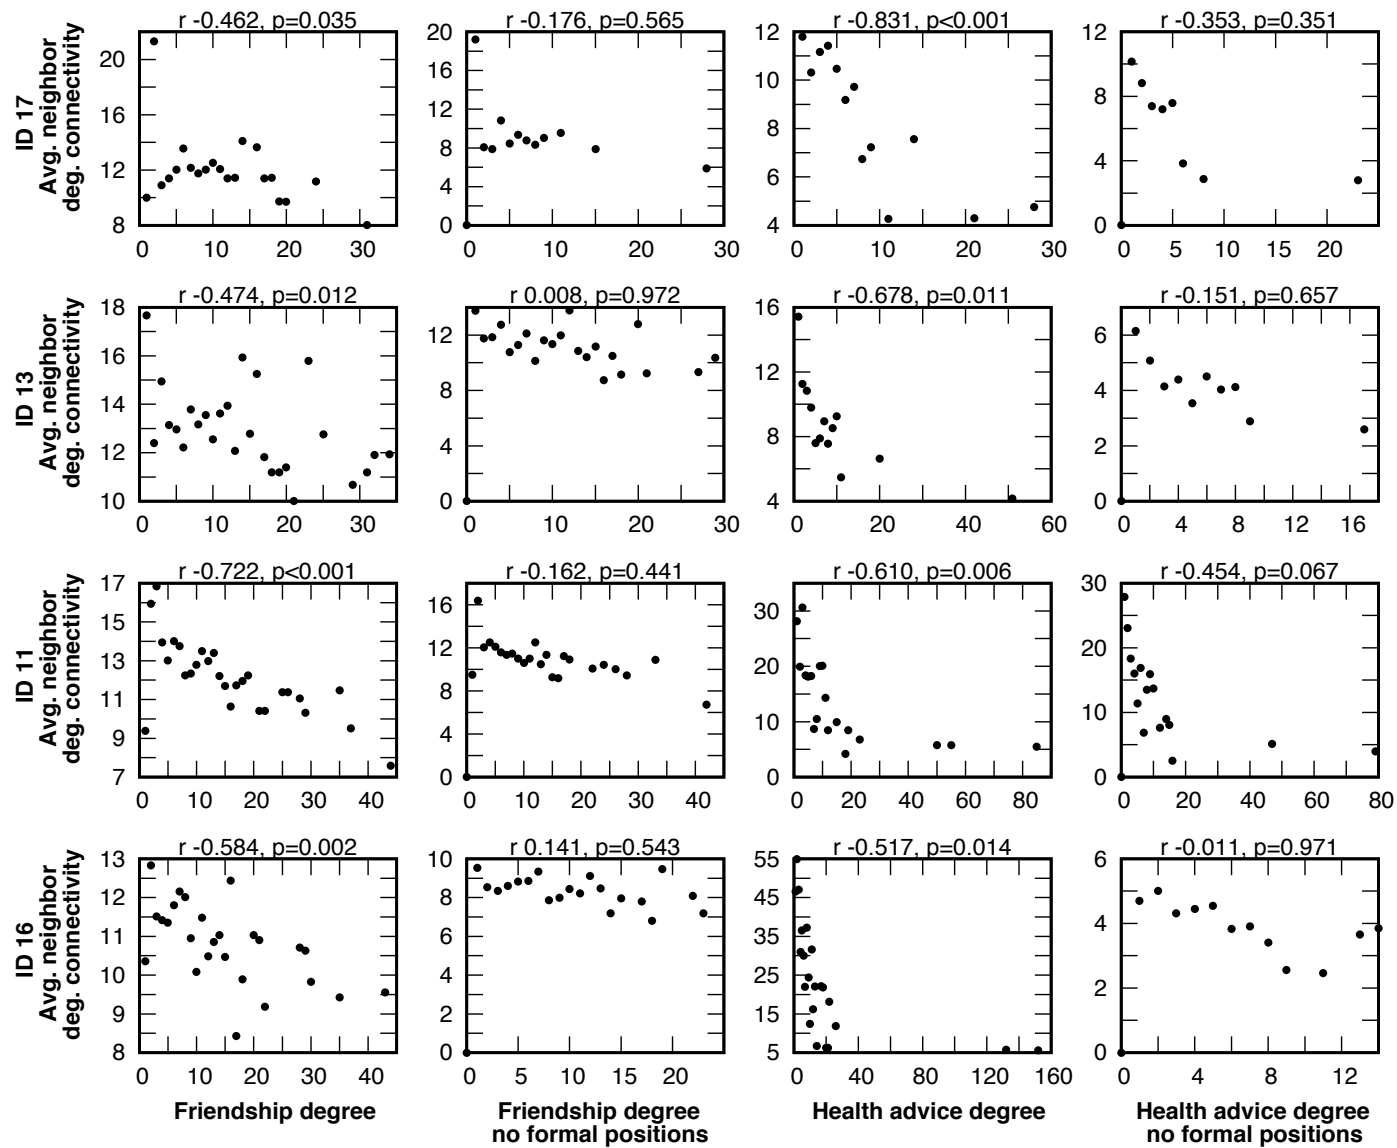 r -0.462, p=0.035
r -0.176, p=0.565
r -0.831, p<0.001
r -0.353, p=0.351
ID 17
Avg. neighbor
deg. connectivity
20
16
12
8
0 10 20 30
20
16
12
8
4
0
0 10 20 30
12
10
8
6
4
0 10 20 30
12
8
4
0
0 5 10 15 20
r -0.474, p=0.012
r 0.008, p=0.972
r -0.678, p=0.011
r -0.151, p=0.657
ID 13
Avg. neighbor
deg. connectivity
18
16
14
12
10
0 10 20 30
12
8
4
0
0 10 20 30
16
12
8
4
0 20 40 60
6
4
2
0
0 4 8 12 16
r -0.722, p<0.001
r -0.162, p=0.441
r -0.610, p=0.006
r -0.454, p=0.067
ID 11
Avg. neighbor
deg. connectivity
17
15
13
11
9
7
0 10 20 30 40
16
12
8
4
0
0 10 20 30 40
30
20
10
0
0 20 40 60 80
30
20
10
0
0 20 40 60 80
r -0.584, p=0.002
r 0.141, p=0.543
r -0.517, p=0.014
r -0.011, p=0.971
ID 16
Avg. neighbor
deg. connectivity
13
12
11
10
9
8
0 10 20 30 40
10
8
6
4
2
0
0 5 10 15 20
55
45
35
25
15
5
0 40 80 120 160
6
4
2
0
0 4 8 12
Friendship degree
Friendship degree
no formal positions
Health advice degree
Health advice degree
no formal positions